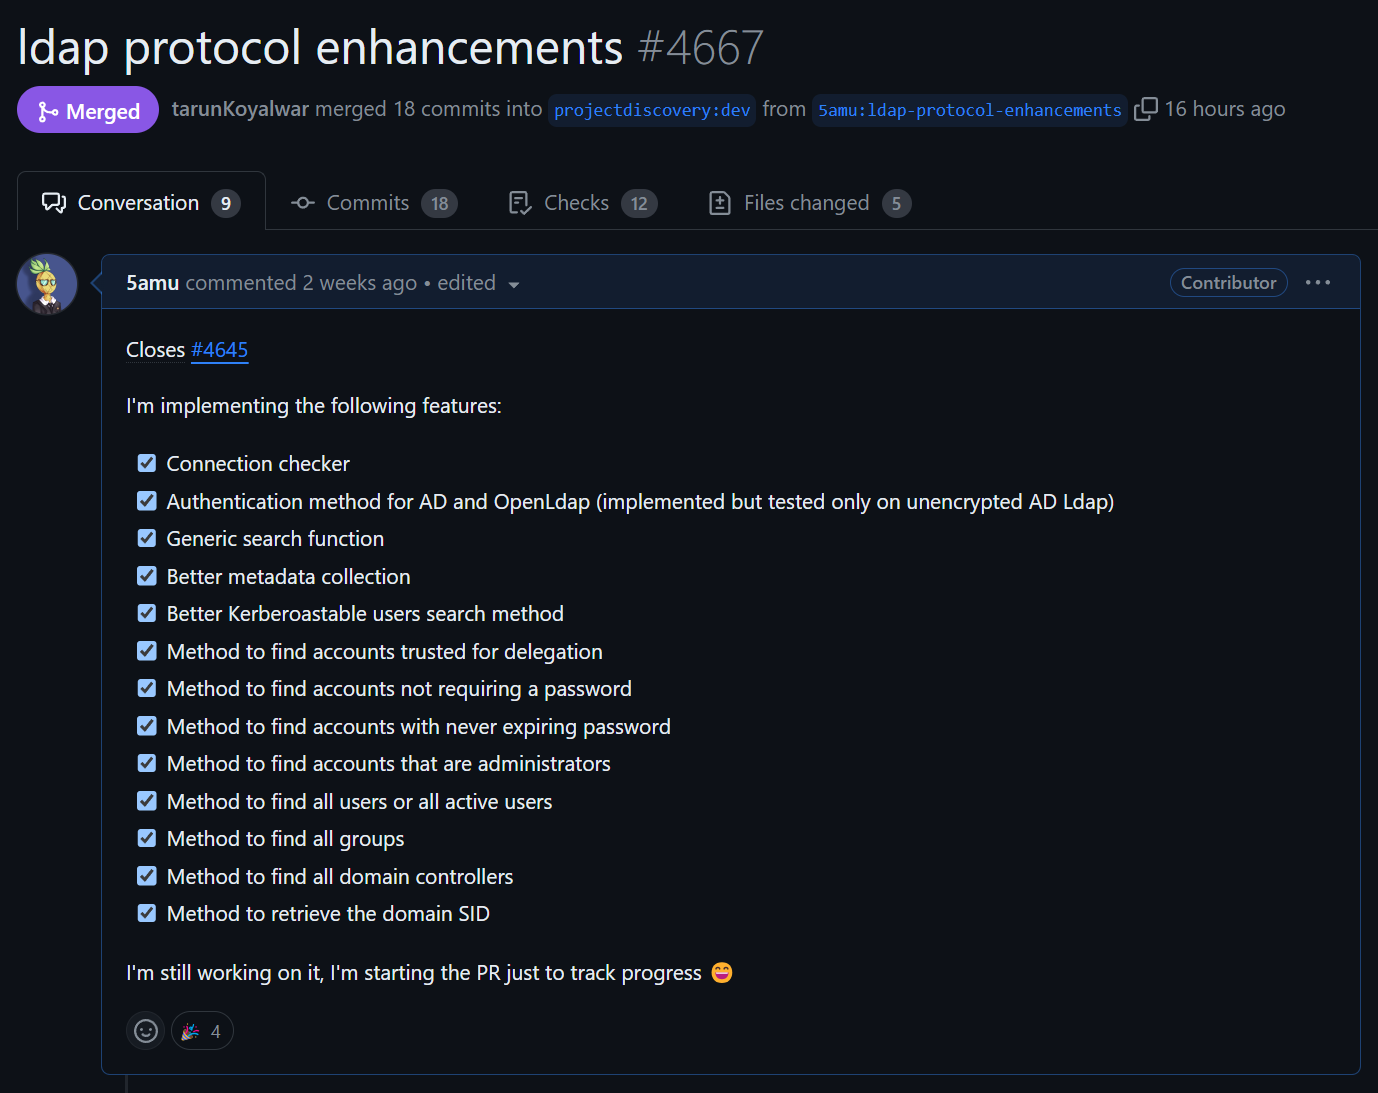 ldap protocol enhancements #4667
Merged tarunKoyalwar merged 18 commits into projectdiscovery:dev from 5amu:ldap-protocol-enhancements 16 hours ago
Conversation 9 Commits 18 Checks 12 Files changed 5
5amu commented 2 weeks ago • edited Contributor
Closes #4645
I'm implementing the following features:
Connection checker
Authentication method for AD and OpenLdap (implemented but tested only on unencrypted AD Ldap)
Generic search function
Better metadata collection
Better Kerberoastable users search method
Method to find accounts trusted for delegation
Method to find accounts not requiring a password
Method to find accounts with never expiring password
Method to find accounts that are administrators
Method to find all users or all active users
Method to find all groups
Method to find all domain controllers
Method to retrieve the domain SID
I'm still working on it, I'm starting the PR just to track progress 😄
🎉 4